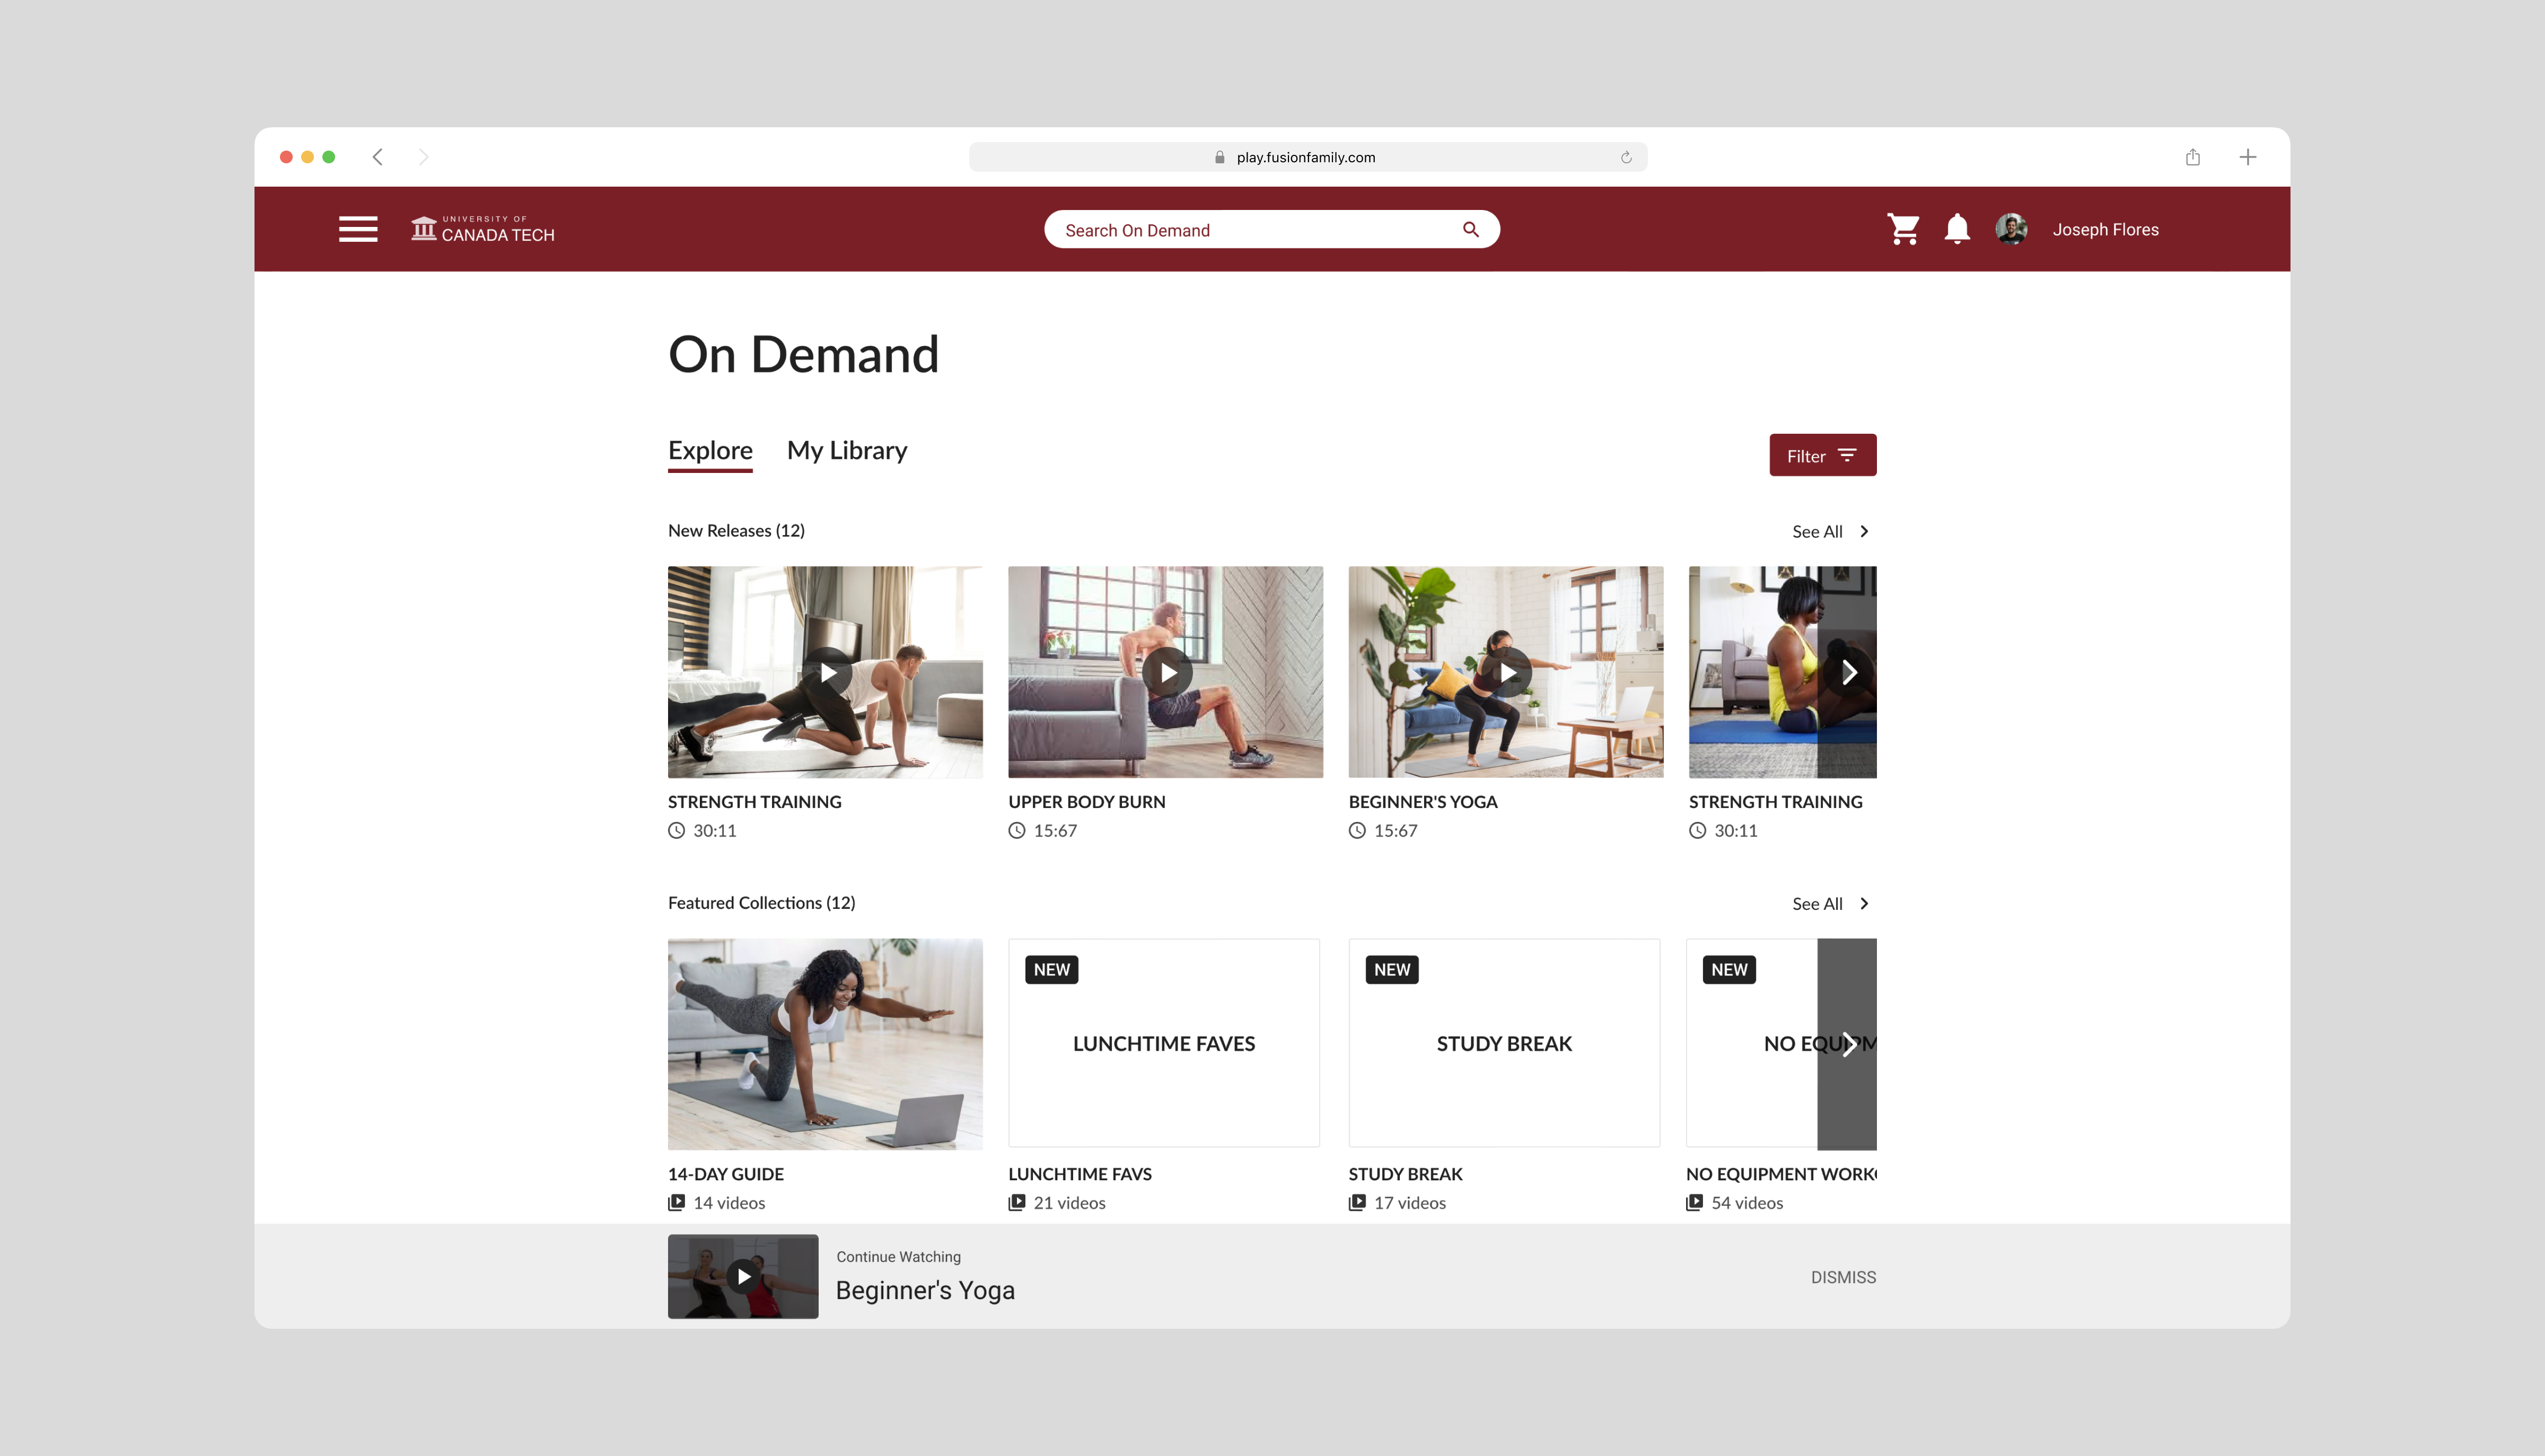 play.fusionfamily.com
UNIVERSITY OF
CANADA TECH
Search On Demand
Joseph Flores
On Demand
Explore
My Library
Filter
New Releases (12)
See All
STRENGTH TRAINING
30:11
UPPER BODY BURN
15:67
BEGINNER'S YOGA
15:67
STRENGTH TRAINING
30:11
Featured Collections (12)
See All
NEW
LUNCHTIME FAVES
NEW
STUDY BREAK
NEW
NO EQUIPM
14-DAY GUIDE
14 videos
LUNCHTIME FAVS
21 videos
STUDY BREAK
17 videos
NO EQUIPMENT WORK
54 videos
Continue Watching
Beginner's Yoga
DISMISS